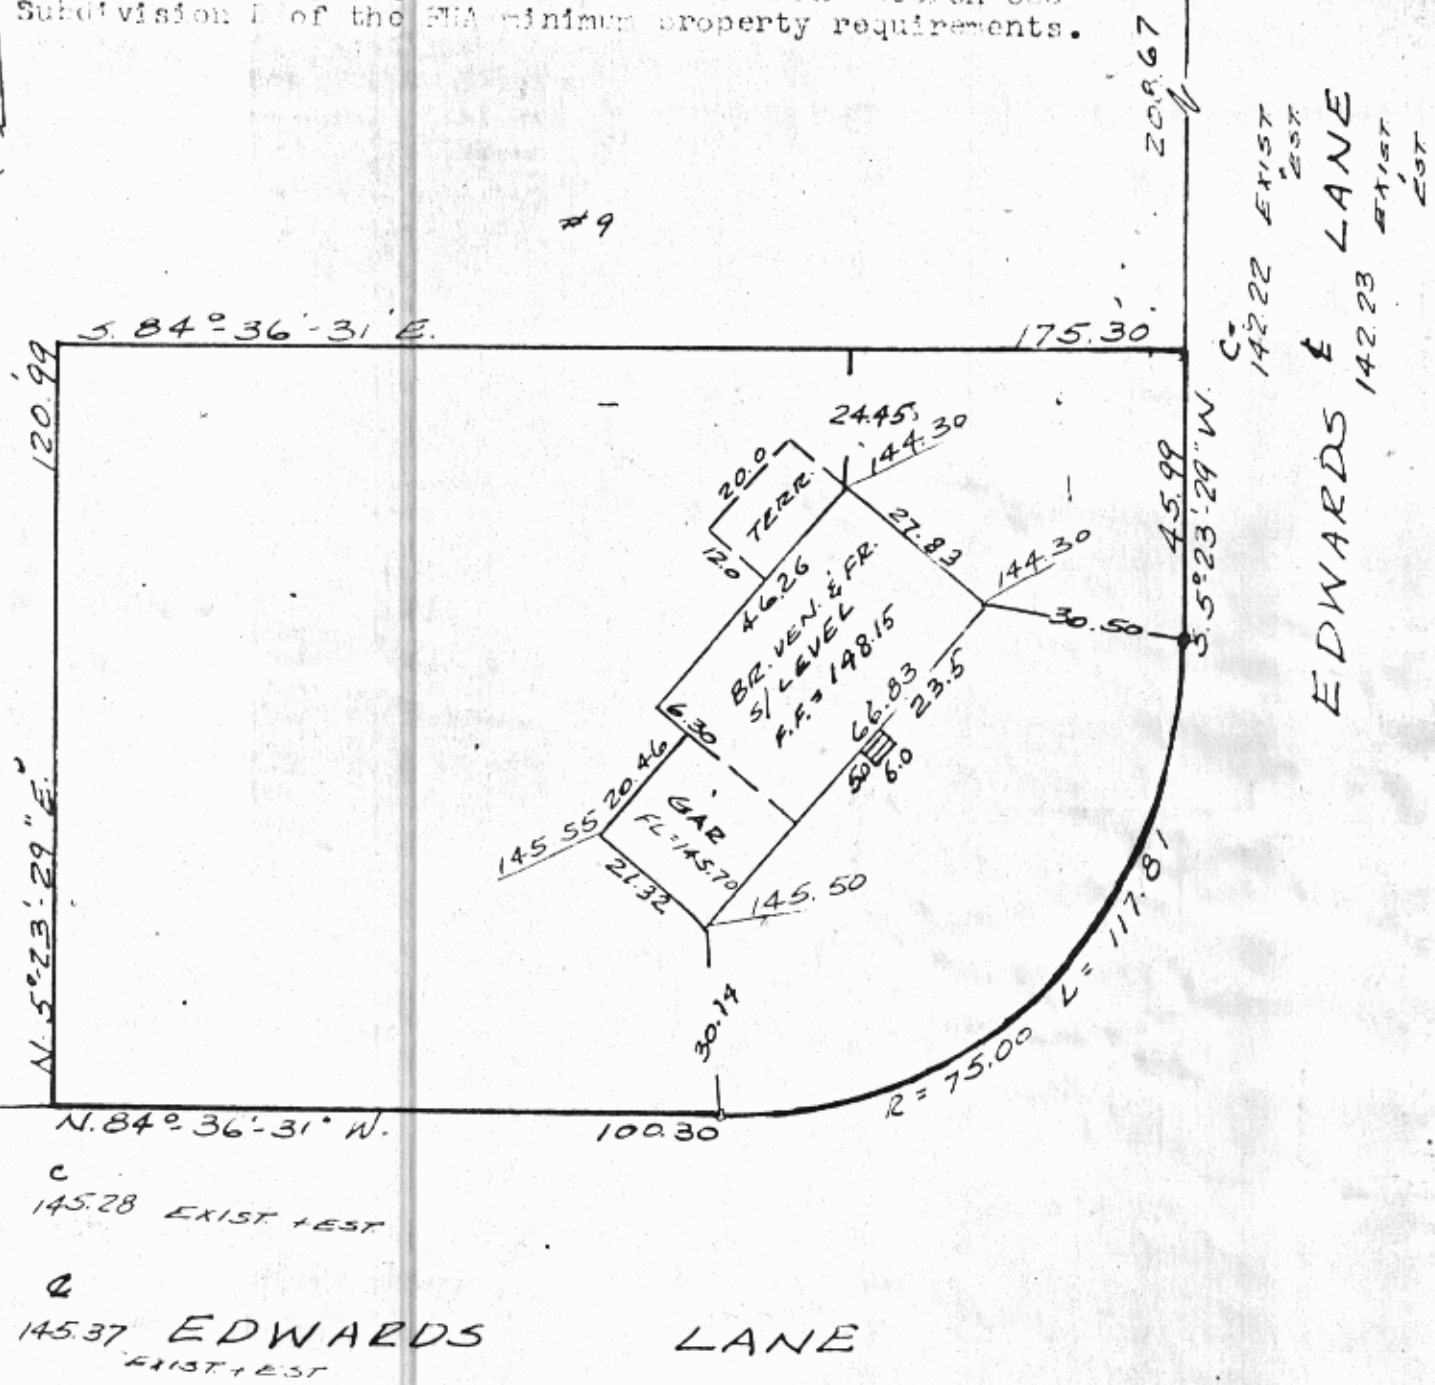 Subdivision of the FHA minimum property requirements.
208.67
#9
S. 84°-36'-31" E.
175.30'
120.99'
N. 5°-23'-29" E.
45.99
S. 5°23'-29" W.
C-
142.22 EXIST
EST
EDWARDS LANE
142.23 EXIST
EST
24.45
144.30
20.0
TERR.
12.0
27.83
144.30
30.50
46.26
BR. VEN. & FR.
S/LEVEL
F.F. = 148.15
66.83
23.5
50
6.0
6.30
20.46
GAR
FL=145.70
145.55
21.32
145.50
30.14
L = 117.81
R = 75.00
N. 84°-36'-31" W.
100.30
C
145.28 EXIST. + EST.
145.37 EDWARDS LANE
EXIST. + EST